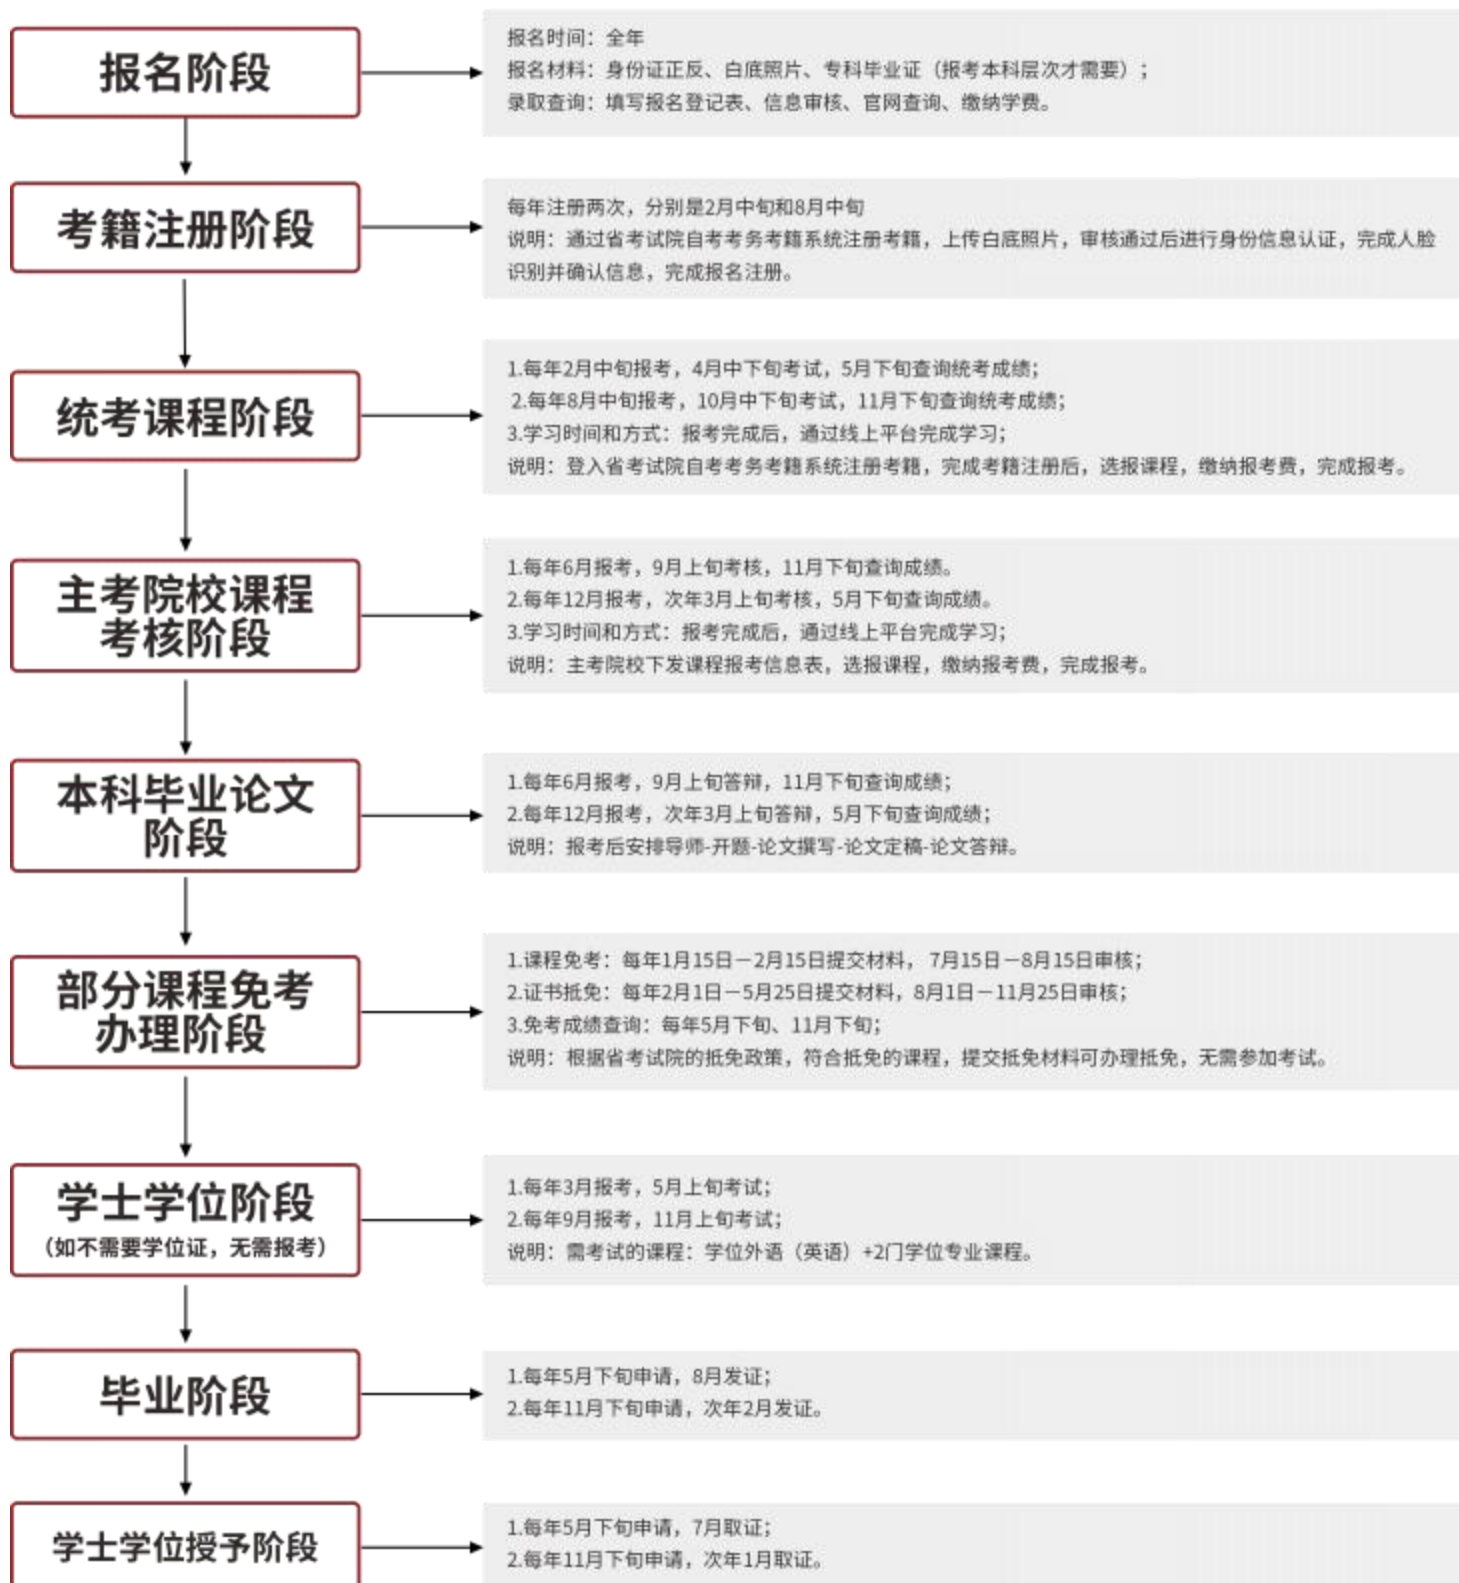 报名阶段
报名时间：全年
报名材料：身份证正反、白底照片、专科毕业证（报考本科层次才需要）；
录取查询：填写报名登记表、信息审核、官网查询、缴纳学费。
考籍注册阶段
每年注册两次，分别是2月中旬和8月中旬
说明：通过省考试院自考考务考籍系统注册考籍，上传白底照片，审核通过后进行身份信息认证，完成人脸
识别并确认信息，完成报名注册。
统考课程阶段
1.每年2月中旬报考，4月中下旬考试，5月下旬查询统考成绩；
2.每年8月中旬报考，10月中下旬考试，11月下旬查询统考成绩；
3.学习时间和方式：报考完成后，通过线上平台完成学习；
说明：登入省考试院自考考务考籍系统注册考籍，完成考籍注册后，选报课程，缴纳报考费，完成报考。
主考院校课程
考核阶段
1.每年6月报考，9月上旬考核，11月下旬查询成绩。
2.每年12月报考，次年3月上旬考核，5月下旬查询成绩。
3.学习时间和方式：报考完成后，通过线上平台完成学习；
说明：主考院校下发课程报考信息表，选报课程，缴纳报考费，完成报考。
本科毕业论文
阶段
1.每年6月报考，9月上旬答辩，11月下旬查询成绩；
2.每年12月报考，次年3月上旬答辩，5月下旬查询成绩；
说明：报考后安排导师-开题-论文撰写-论文定稿-论文答辩。
部分课程免考
办理阶段
1.课程免考：每年1月15日－2月15日提交材料， 7月15日－8月15日审核；
2.证书抵免：每年2月1日－5月25日提交材料，8月1日－11月25日审核；
3.免考成绩查询：每年5月下旬、11月下旬；
说明：根据省考试院的抵免政策，符合抵免的课程，提交抵免材料可办理抵免，无需参加考试。
学士学位阶段
（如不需要学位证，无需报考）
1.每年3月报考，5月上旬考试；
2.每年9月报考，11月上旬考试；
说明：需考试的课程：学位外语（英语）+2门学位专业课程。
毕业阶段
1.每年5月下旬申请，8月发证；
2.每年11月下旬申请，次年2月发证。
学士学位授予阶段
1.每年5月下旬申请，7月取证；
2.每年11月下旬申请，次年1月取证。